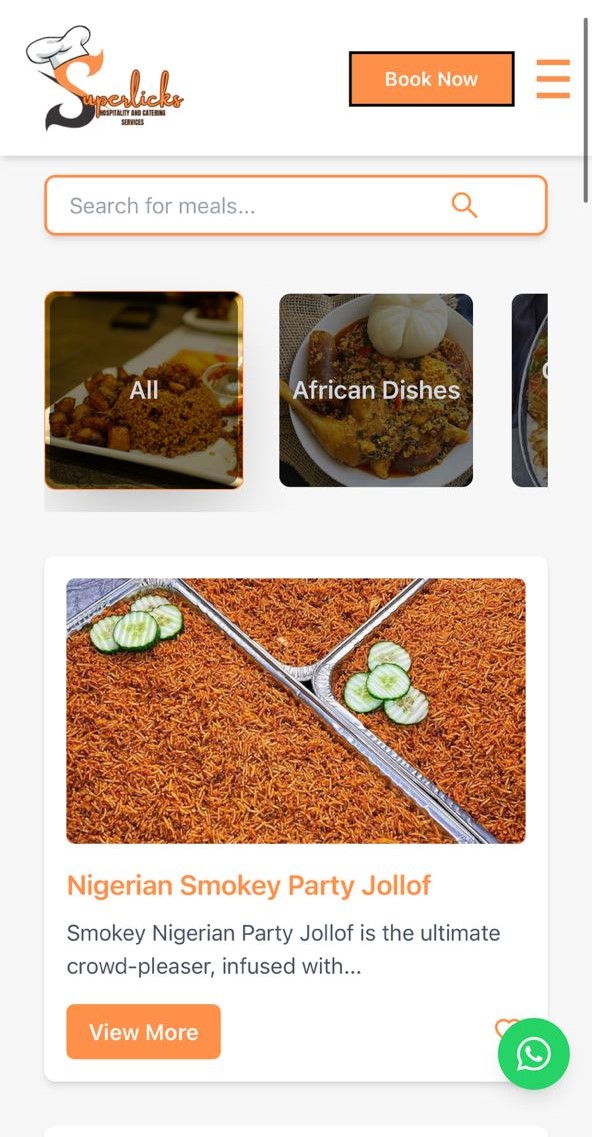 Superlicks
HOSPITALITY AND CATERING
SERVICES
Book Now
Search for meals...
All
African Dishes
Nigerian Smokey Party Jollof
Smokey Nigerian Party Jollof is the ultimate
crowd-pleaser, infused with...
View More